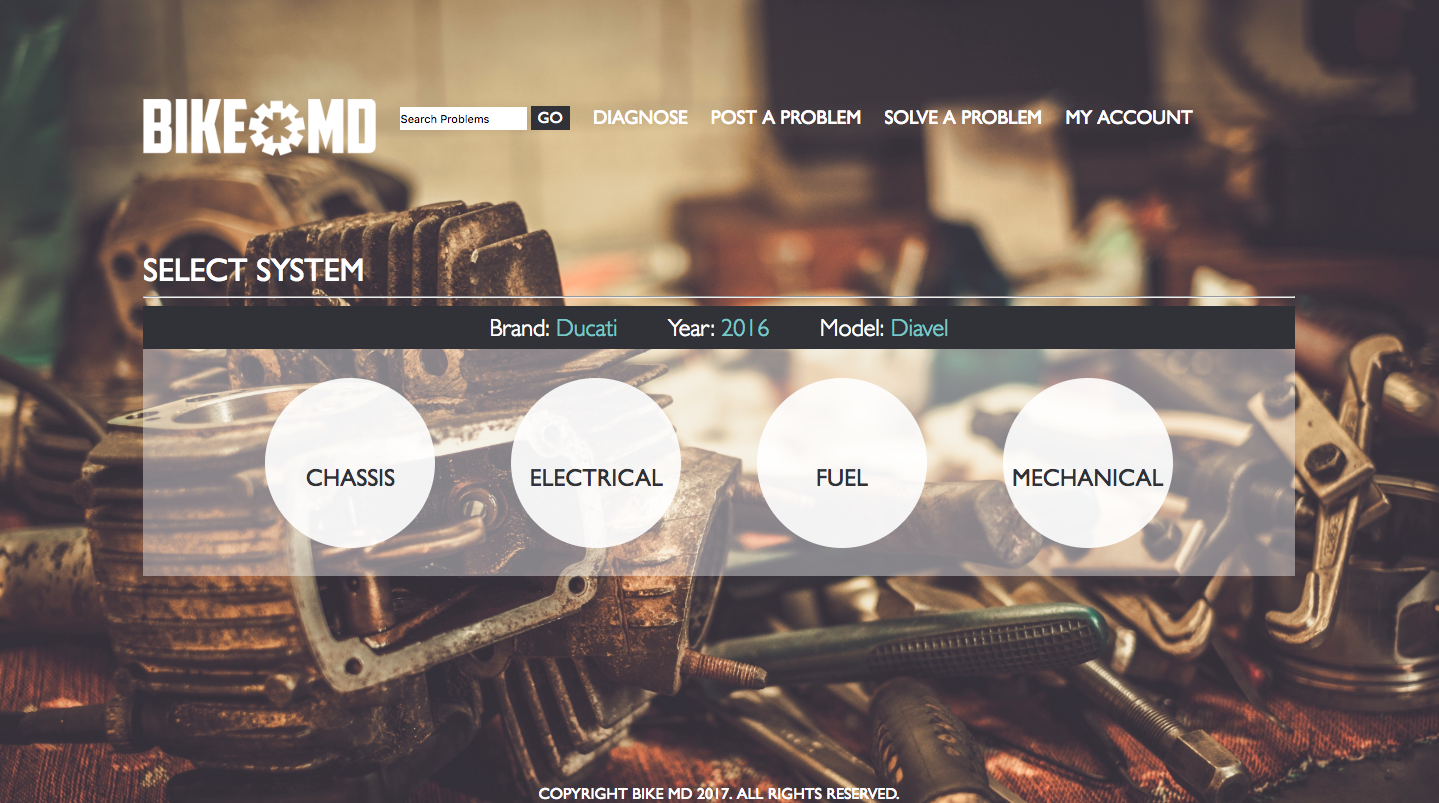 BIKE MD
Search Problems GO DIAGNOSE POST A PROBLEM SOLVE A PROBLEM MY ACCOUNT
SELECT SYSTEM
Brand: Ducati Year: 2016 Model: Diavel
CHASSIS ELECTRICAL FUEL MECHANICAL
COPYRIGHT BIKE MD 2017. ALL RIGHTS RESERVED.